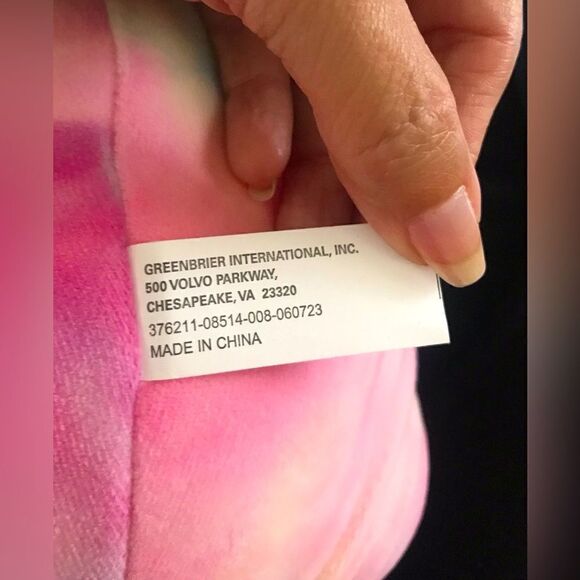 GREENBRIER INTERNATIONAL, INC.
500 VOLVO PARKWAY,
CHESAPEAKE, VA 23320
376211-08514-008-060723
MADE IN CHINA